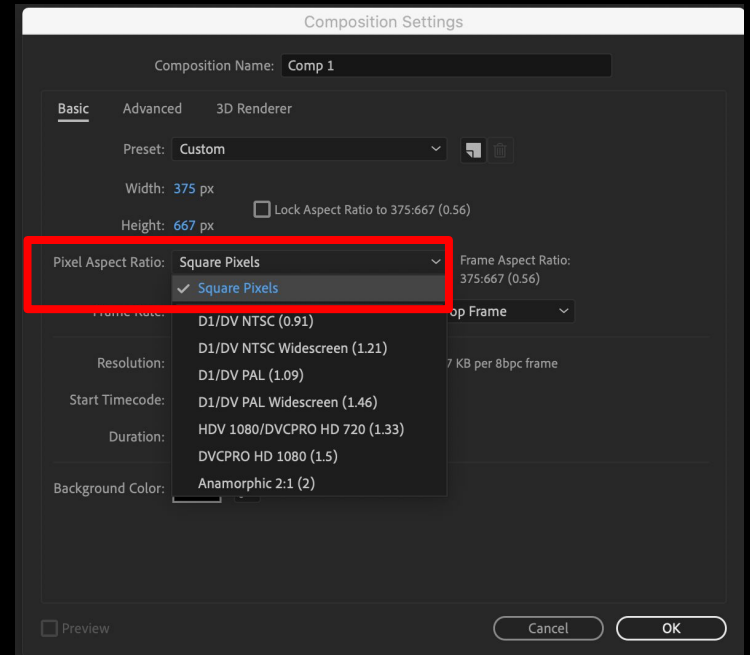 Composition Settings
Composition Name: Comp 1
Basic Advanced 3D Renderer
Preset: Custom
Width: 375 px
Lock Aspect Ratio to 375:667 (0.56)
Height: 667 px
Pixel Aspect Ratio: Square Pixels
Frame Aspect Ratio:
375:667 (0.56)
Square Pixels
Frame Rate:
op Frame
D1/DV NTSC (0.91)
D1/DV NTSC Widescreen (1.21)
Resolution:
7 KB per 8bpc frame
D1/DV PAL (1.09)
Start Timecode:
D1/DV PAL Widescreen (1.46)
HDV 1080/DVCPRO HD 720 (1.33)
Duration:
DVCPRO HD 1080 (1.5)
Anamorphic 2:1 (2)
Background Color:
Preview
Cancel OK